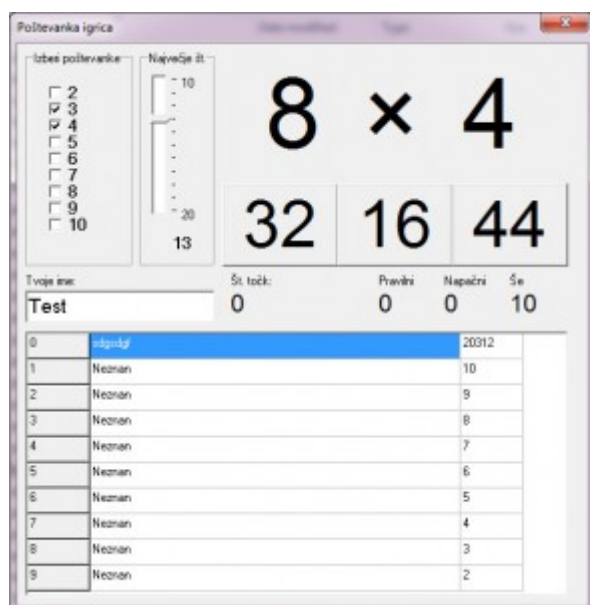 Poštevanka igrica
Izberi poštevanke
2
3
4
5
6
7
8
9
10
Največje št.
10
20
13
8 × 4
32 16 44
Tvoje ime:
Test
Št. točk: Pravilni Napačni Še
0 0 0 10
0 sdgsdgf 20312
1 Neznan 10
2 Neznan 9
3 Neznan 8
4 Neznan 7
5 Neznan 6
6 Neznan 5
7 Neznan 4
8 Neznan 3
9 Neznan 2